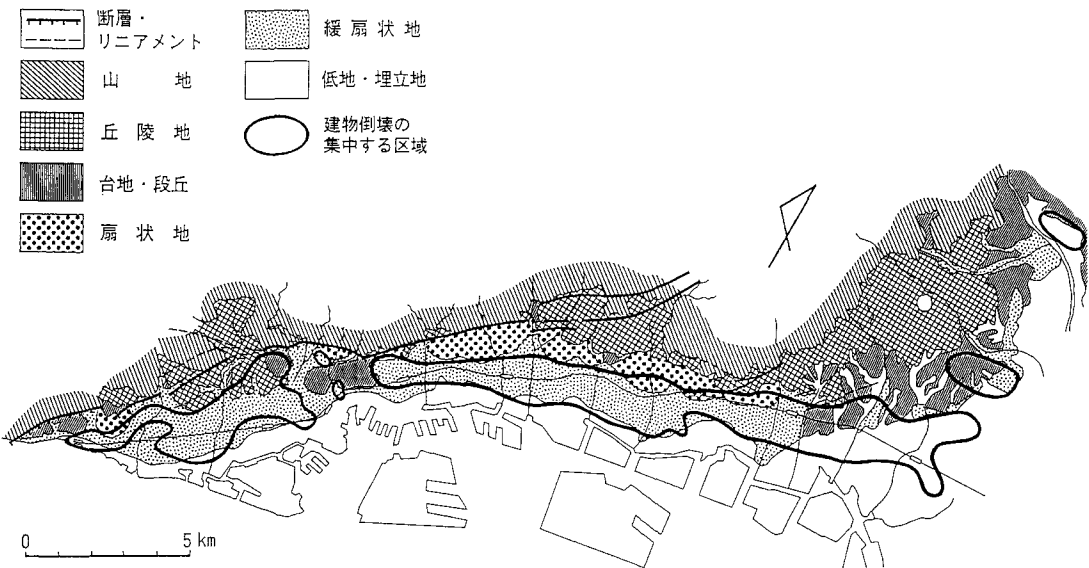 断層・
リニアメント
山 地
丘 陵 地
台地・段丘
扇 状 地
緩 扇 状 地
低地・埋立地
建物倒壊の
集中する区域
0 5 km